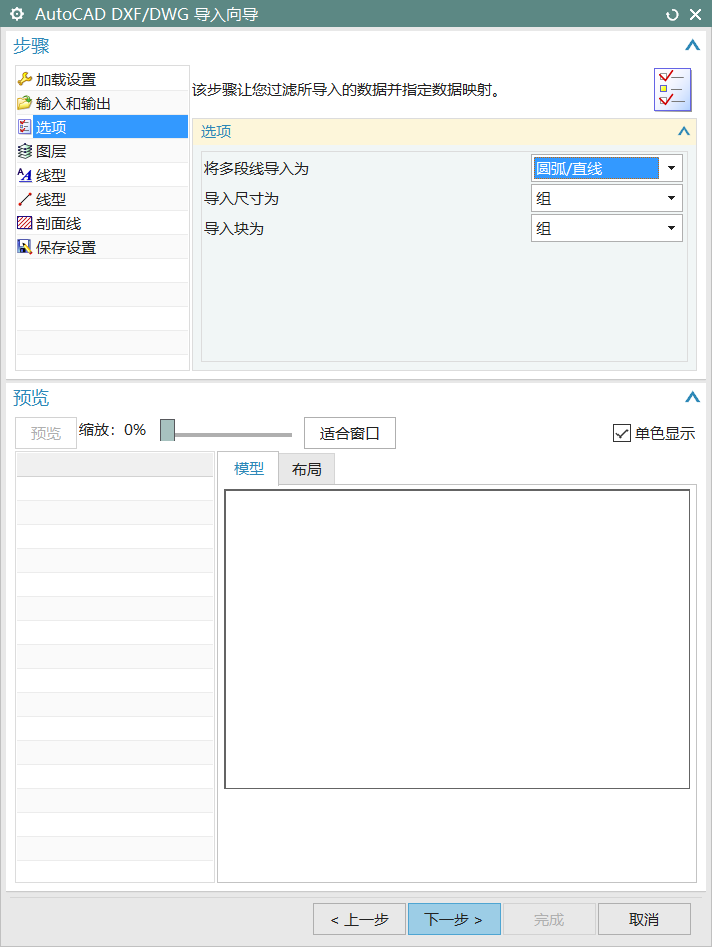 AutoCAD DXF/DWG 导入向导
步骤
加载设置
输入和输出
选项
图层
线型
线型
剖面线
保存设置
该步骤让您过滤所导入的数据并指定数据映射。
选项
将多段线导入为 圆弧/直线
导入尺寸为 组
导入块为 组
预览
预览 缩放：0% 适合窗口 单色显示
模型 布局
< 上一步 下一步 > 完成 取消